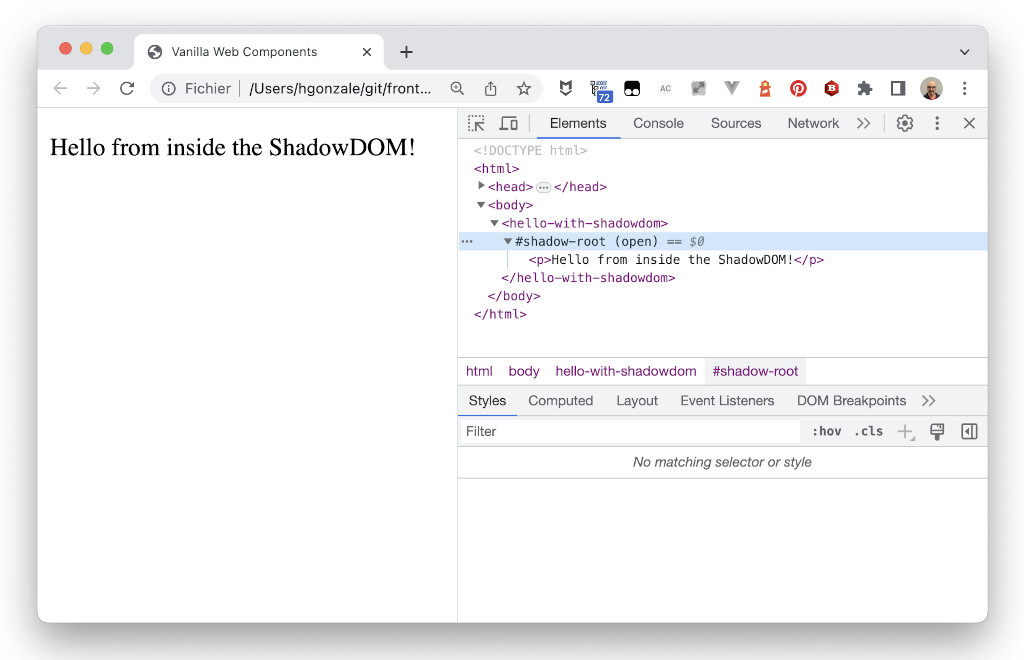 Vanilla Web Components
Fichier /Users/hgonzale/git/front...
72 AC
Elements Console Sources Network
<!DOCTYPE html>
<html>
<head> ... </head>
<body>
<hello-with-shadowdom>
... #shadow-root (open) == $0
<p>Hello from inside the ShadowDOM!</p>
</hello-with-shadowdom>
</body>
</html>
Hello from inside the ShadowDOM!
html body hello-with-shadowdom #shadow-root
Styles Computed Layout Event Listeners DOM Breakpoints
Filter :hov .cls
No matching selector or style